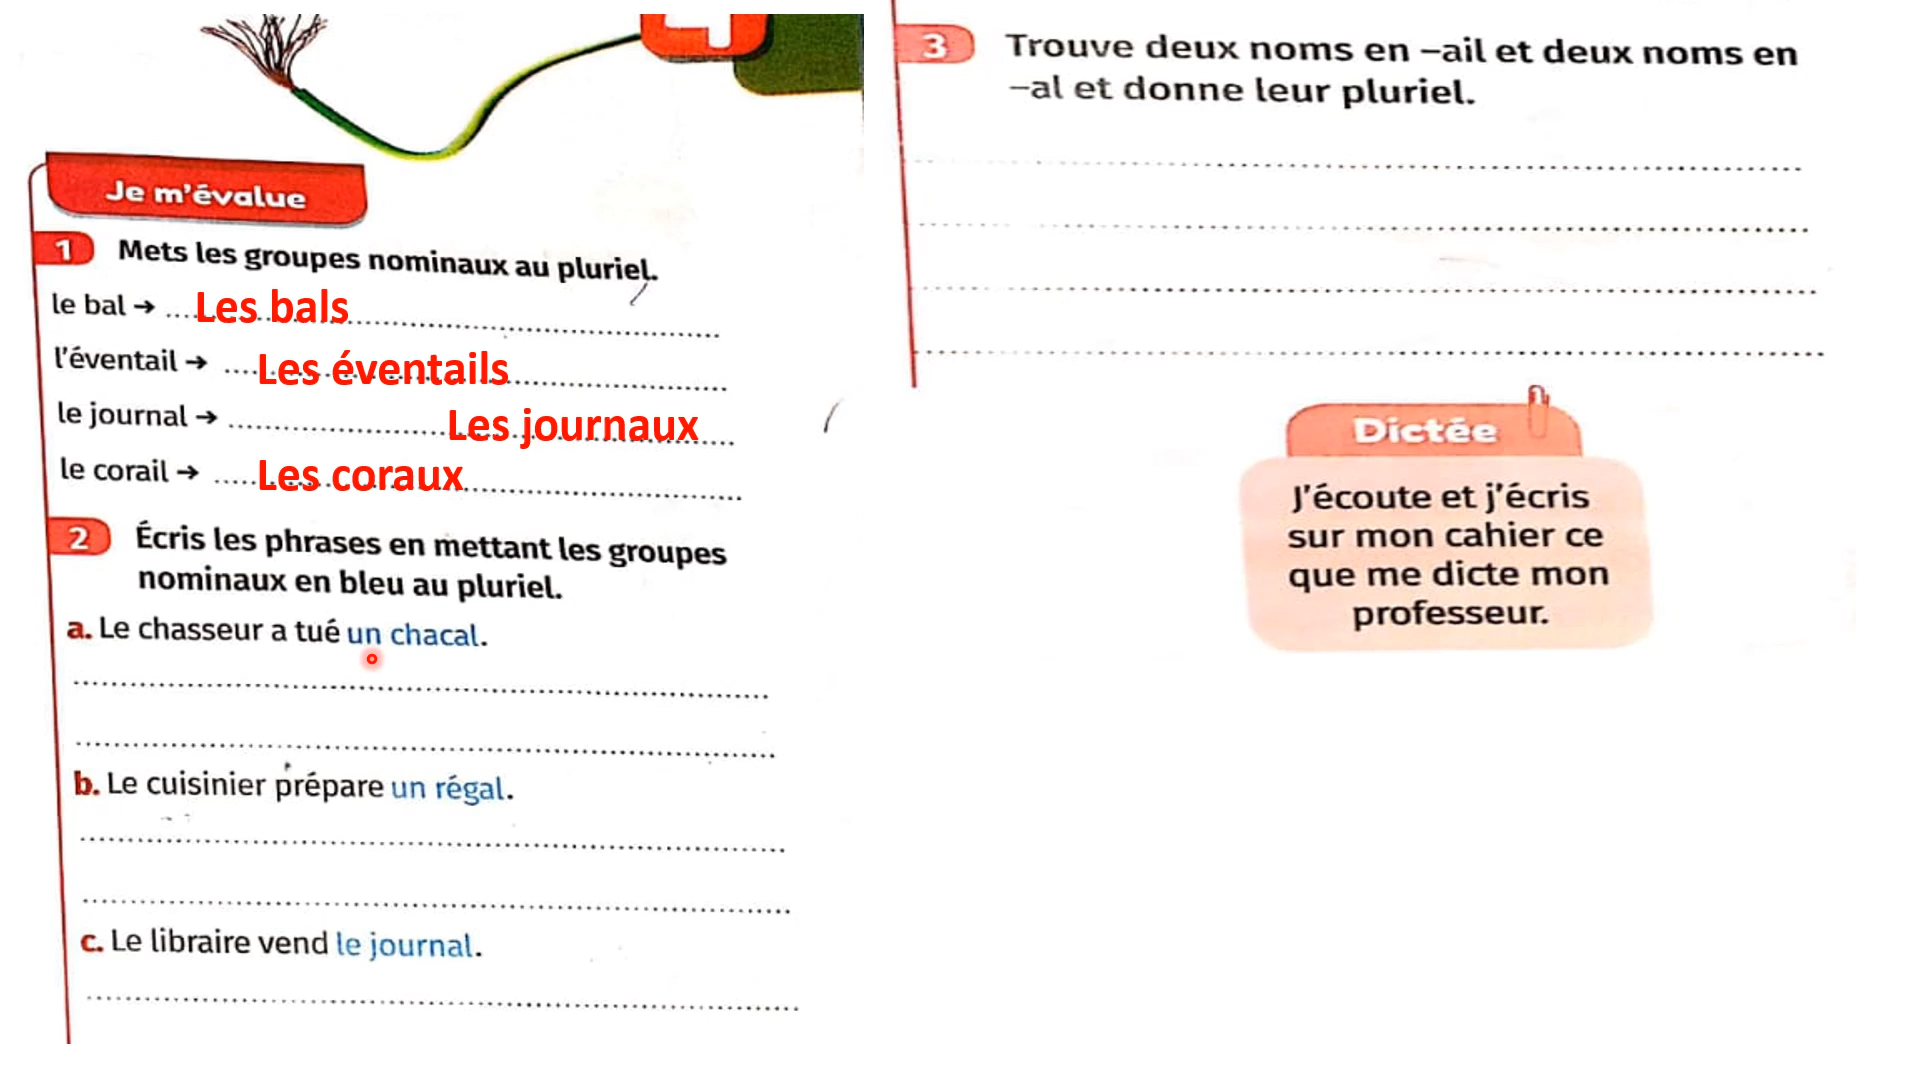 Je m'évalue
1 Mets les groupes nominaux au pluriel.
le bal → Les bals
l'éventail → Les éventails
le journal → Les journaux
le corail → Les coraux
2 Écris les phrases en mettant les groupes
nominaux en bleu au pluriel.
a. Le chasseur a tué un chacal.
b. Le cuisinier prépare un régal.
c. Le libraire vend le journal.
3 Trouve deux noms en –ail et deux noms en
–al et donne leur pluriel.
Dictée
J'écoute et j'écris
sur mon cahier ce
que me dicte mon
professeur.